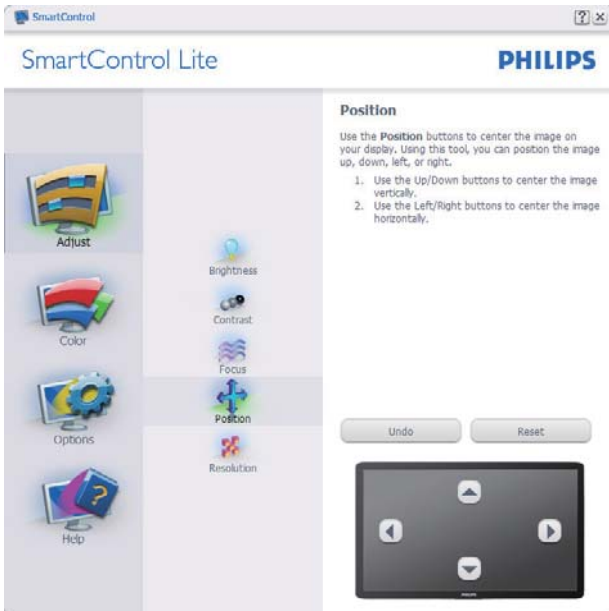 SmartControl
SmartControl Lite
PHILIPS
Adjust
Color
Options
Help
Brightness
Contrast
Focus
Position
Resolution
Position
Use the Position buttons to center the image on
your display. Using this tool, you can position the image
up, down, left, or right.
1. Use the Up/Down buttons to center the image
vertically.
2. Use the Left/Right buttons to center the image
horizontally.
Undo
Reset
PHILIPS